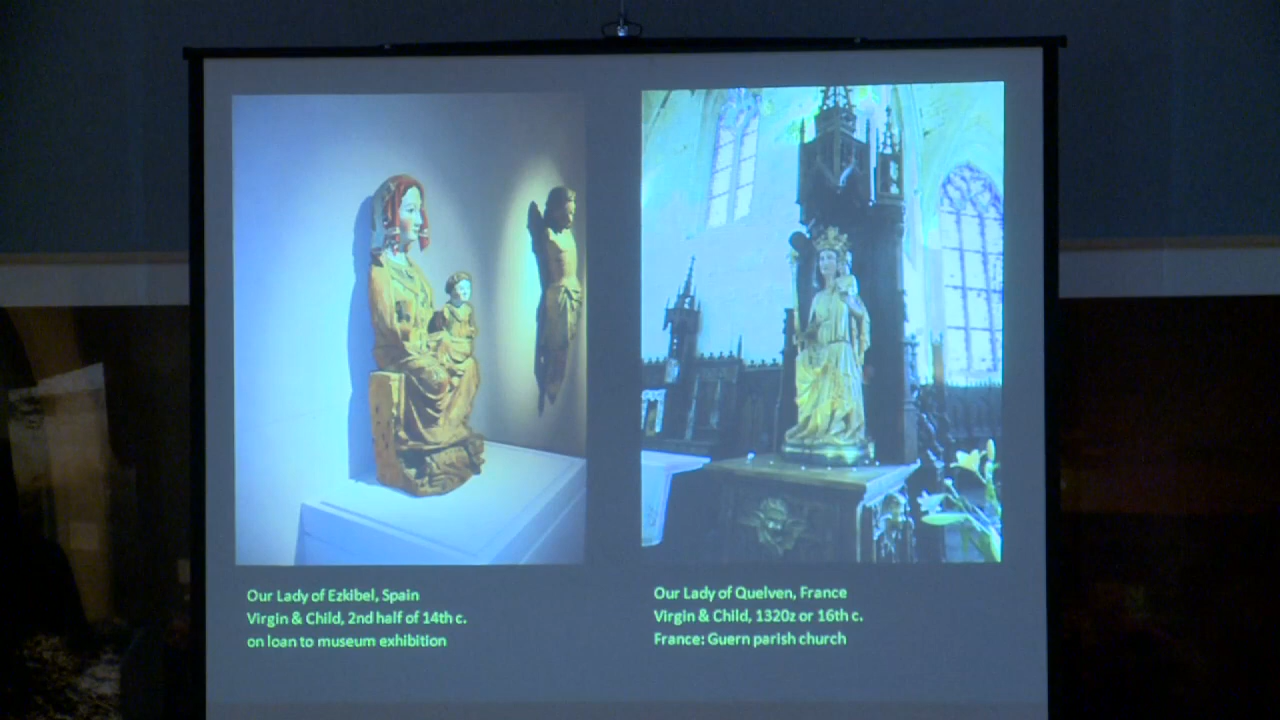 Our Lady of Ezkibel, Spain
Virgin & Child, 2nd half of 14th c.
on loan to museum exhibition
Our Lady of Quelven, France
Virgin & Child, 1320z or 16th c.
France: Guern parish church